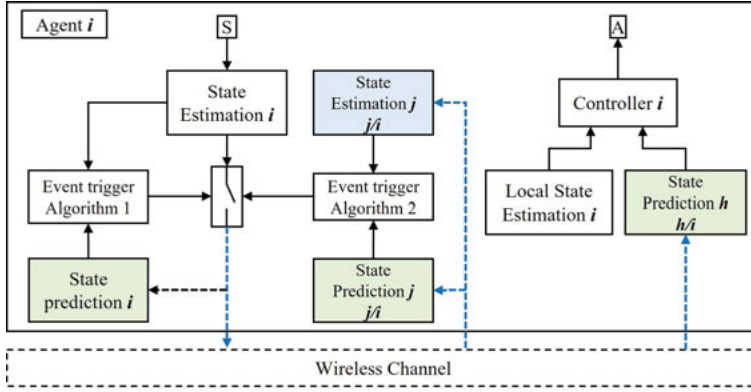 Agent i
S
A
State
Estimation i
State
Estimation j
j/i
Controller i
Event trigger
Algorithm 1
Event trigger
Algorithm 2
Local State
Estimation i
State
Prediction h
h/i
State
prediction i
State
Prediction j
j/i
Wireless Channel